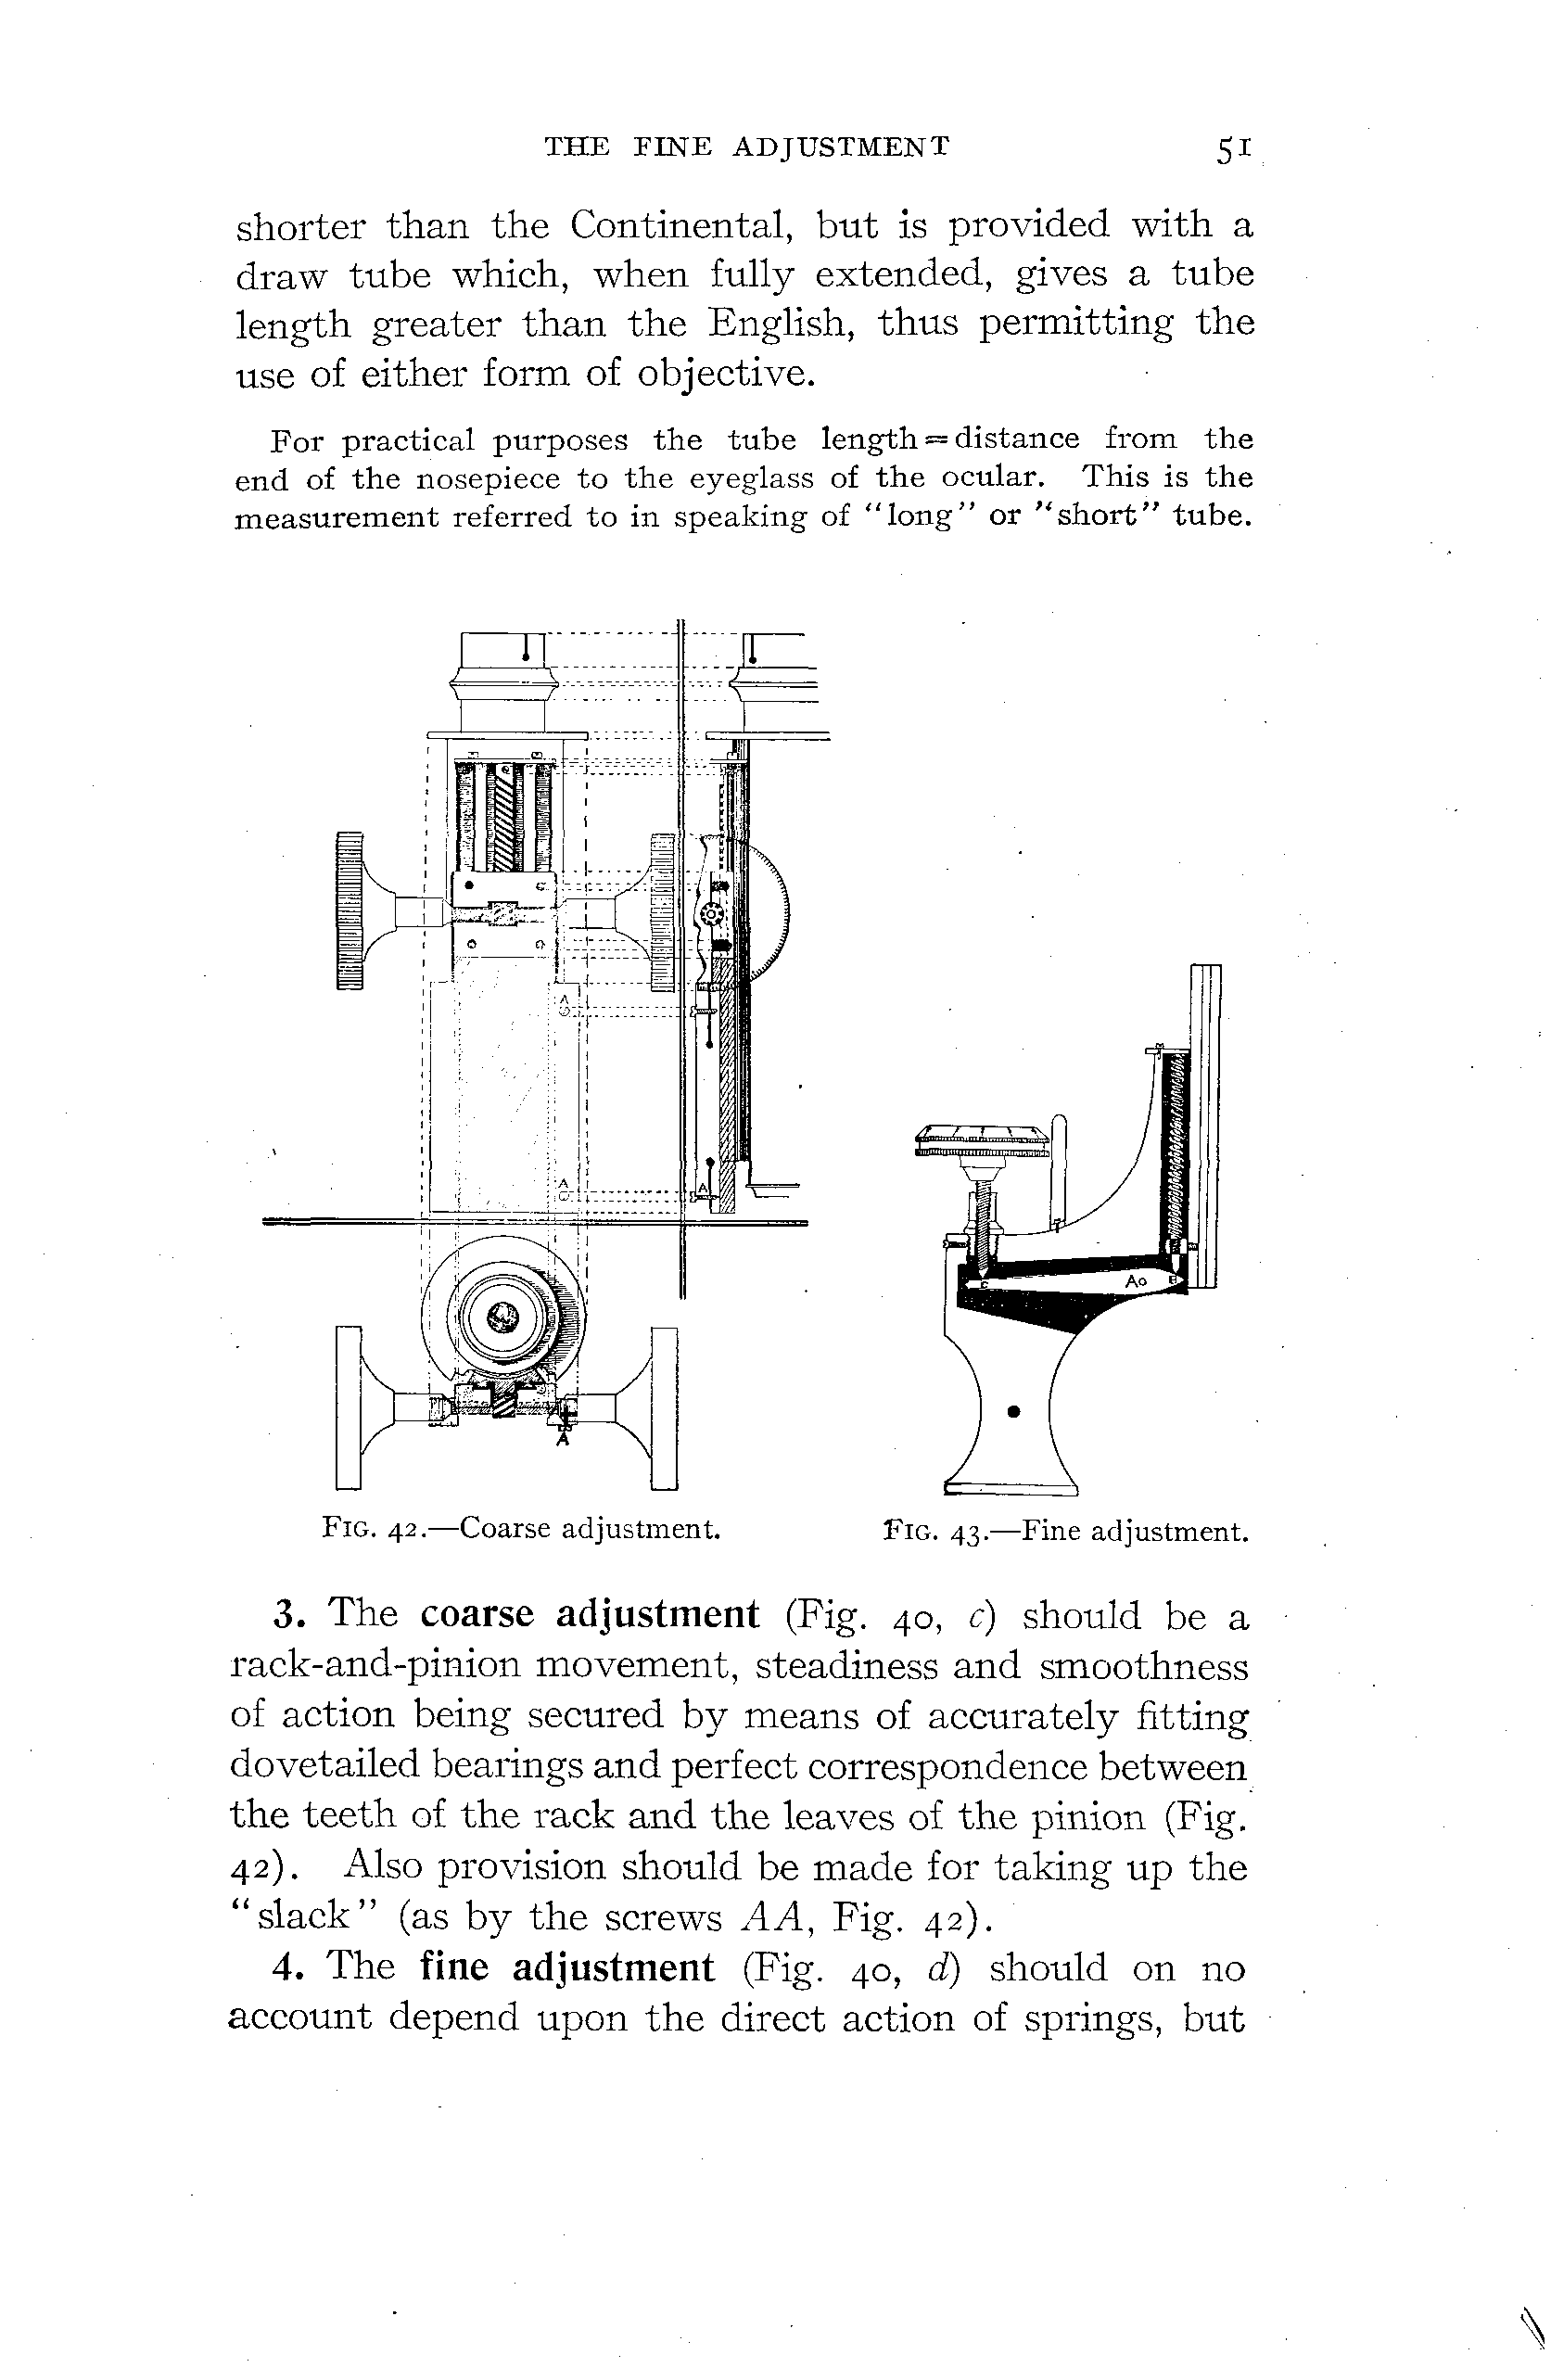 THE FINE ADJUSTMENT 51
shorter than the Continental, but is provided with a
draw tube which, when fully extended, gives a tube
length greater than the English, thus permitting the
use of either form of objective.
For practical purposes the tube length = distance from the
end of the nosepiece to the eyeglass of the ocular. This is the
measurement referred to in speaking of "long" or "short" tube.
A
A
A
A
C
Ao
B
FIG. 42.—Coarse adjustment.
FIG. 43.—Fine adjustment.
3. The coarse adjustment (Fig. 40, c) should be a
rack-and-pinion movement, steadiness and smoothness
of action being secured by means of accurately fitting
dovetailed bearings and perfect correspondence between
the teeth of the rack and the leaves of the pinion (Fig.
42). Also provision should be made for taking up the
"slack" (as by the screws AA, Fig. 42).
4. The fine adjustment (Fig. 40, d) should on no
account depend upon the direct action of springs, but